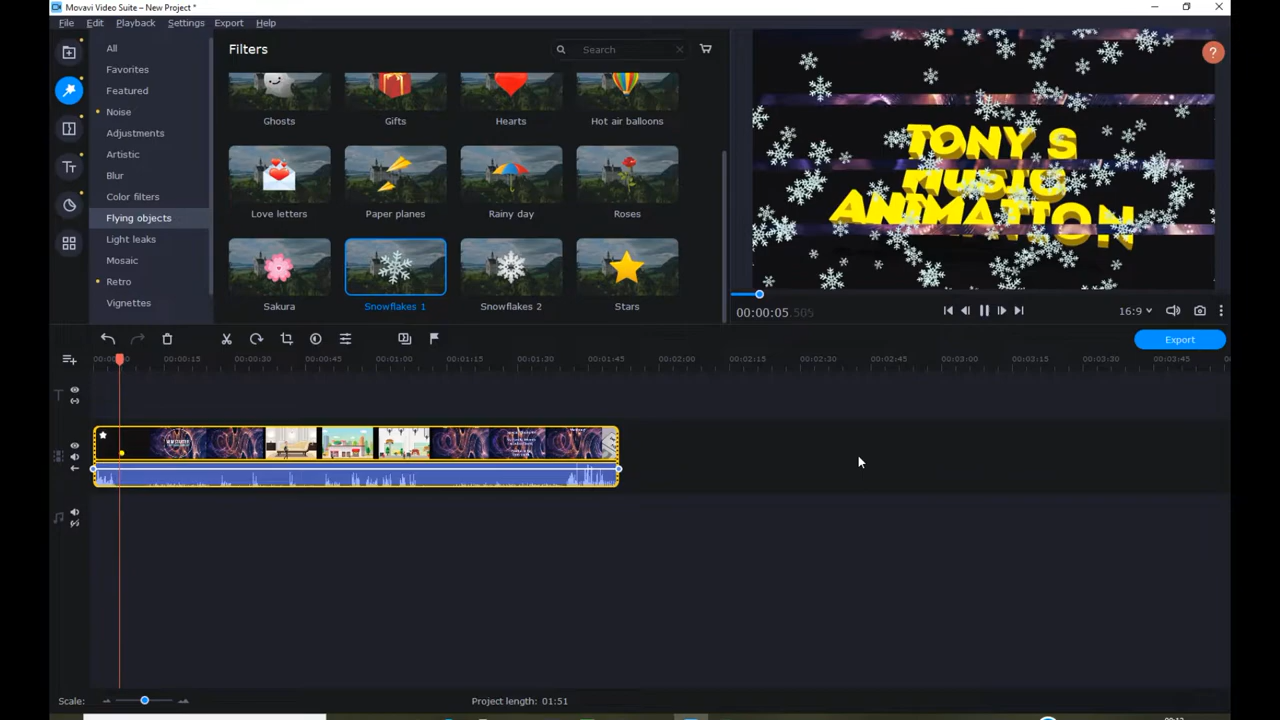 Movavi Video Suite – New Project *
File Edit Playback Settings Export Help
All
Favorites
Featured
Noise
Adjustments
Artistic
Blur
Color filters
Flying objects
Light leaks
Mosaic
Retro
Vignettes
Filters
Search
Ghosts Gifts Hearts Hot air balloons
Love letters Paper planes Rainy day Roses
Sakura Snowflakes 1 Snowflakes 2 Stars
TONY S
MUSIC
ANIMATION
?
00:00:05.505
16:9
Export
00:00:15 00:00:30 00:00:45 00:01:00 00:01:15 00:01:30 00:01:45 00:02:00 00:02:15 00:02:30 00:02:45 00:03:00 00:03:15 00:03:30 00:03:45 00:04:00
Scale:
Project length: 01:51